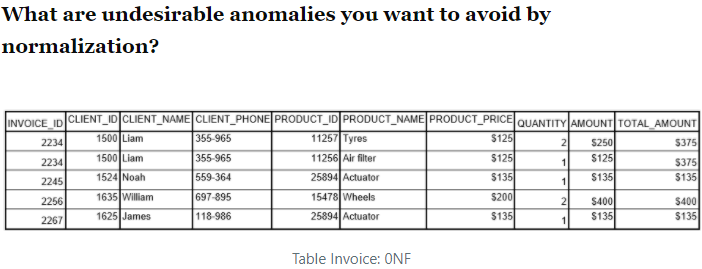 What are undesirable anomalies you want to avoid by
normalization?
INVOICE_ID CLIENT_ID CLIENT_NAME CLIENT_PHONE PRODUCT_ID PRODUCT_NAME PRODUCT_PRICE QUANTITY AMOUNT TOTAL_AMOUNT
2234 1500 Liam 355-965 11257 Tyres $125 2 $250 $375
2234 1500 Liam 355-965 11256 Air filter $125 1 $125 $375
2245 1524 Noah 559-364 25894 Actuator $135 1 $135 $135
2256 1635 William 697-895 15478 Wheels $200 2 $400 $400
2267 1625 James 118-986 25894 Actuator $135 1 $135 $135
Table Invoice: 0NF